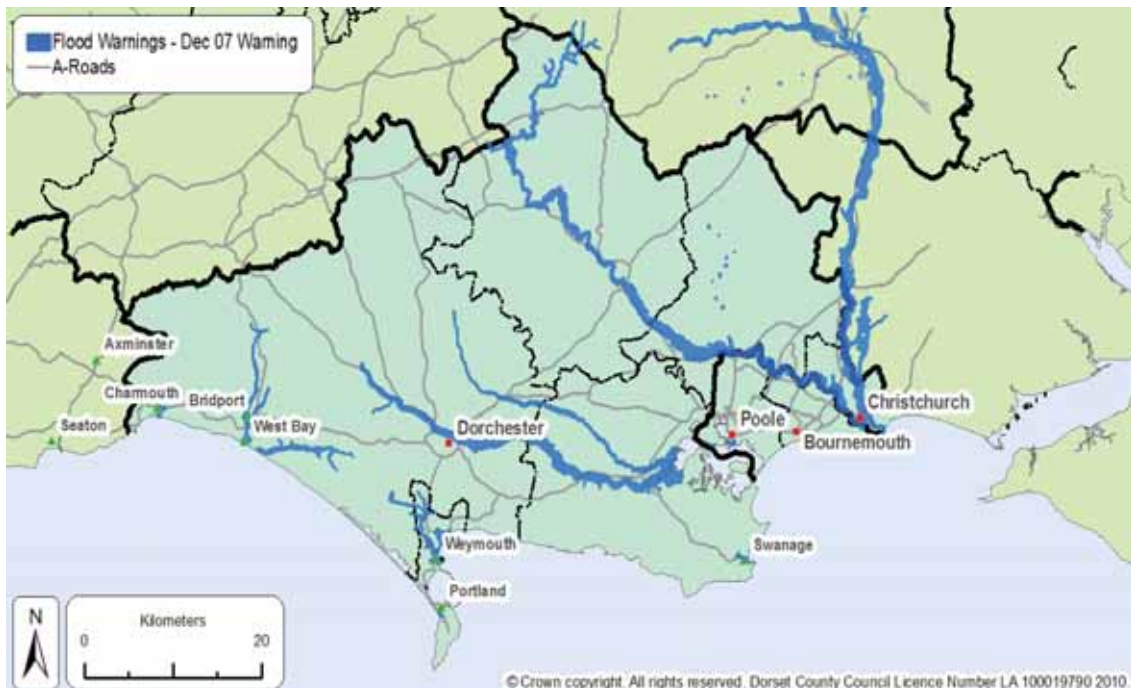 Flood Warnings - Dec 07 Warning
A-Roads
Axminster
Charmouth
Bridport
Seaton
West Bay
Dorchester
Poole
Christchurch
Bournemouth
Weymouth
Swanage
Portland
N
Kilometers
0 20
© Crown copyright. All rights reserved. Dorset County Council Licence Number LA 100019790 2010